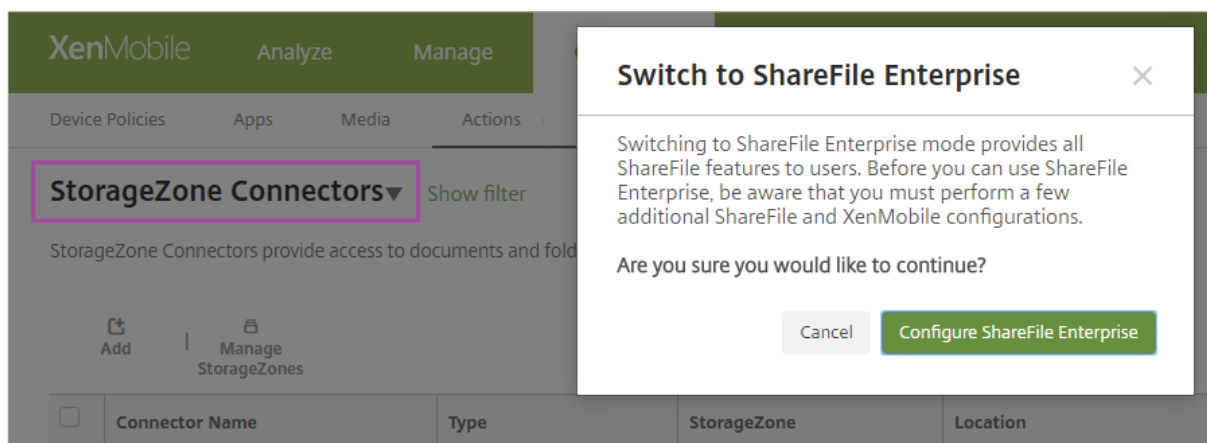 XenMobile Analyze Manage
Device Policies Apps Media Actions
StorageZone Connectors▾ Show filter
StorageZone Connectors provide access to documents and fold
Add
Manage
StorageZones
Connector Name Type StorageZone Location
Switch to ShareFile Enterprise
Switching to ShareFile Enterprise mode provides all
ShareFile features to users. Before you can use ShareFile
Enterprise, be aware that you must perform a few
additional ShareFile and XenMobile configurations.
Are you sure you would like to continue?
Cancel Configure ShareFile Enterprise